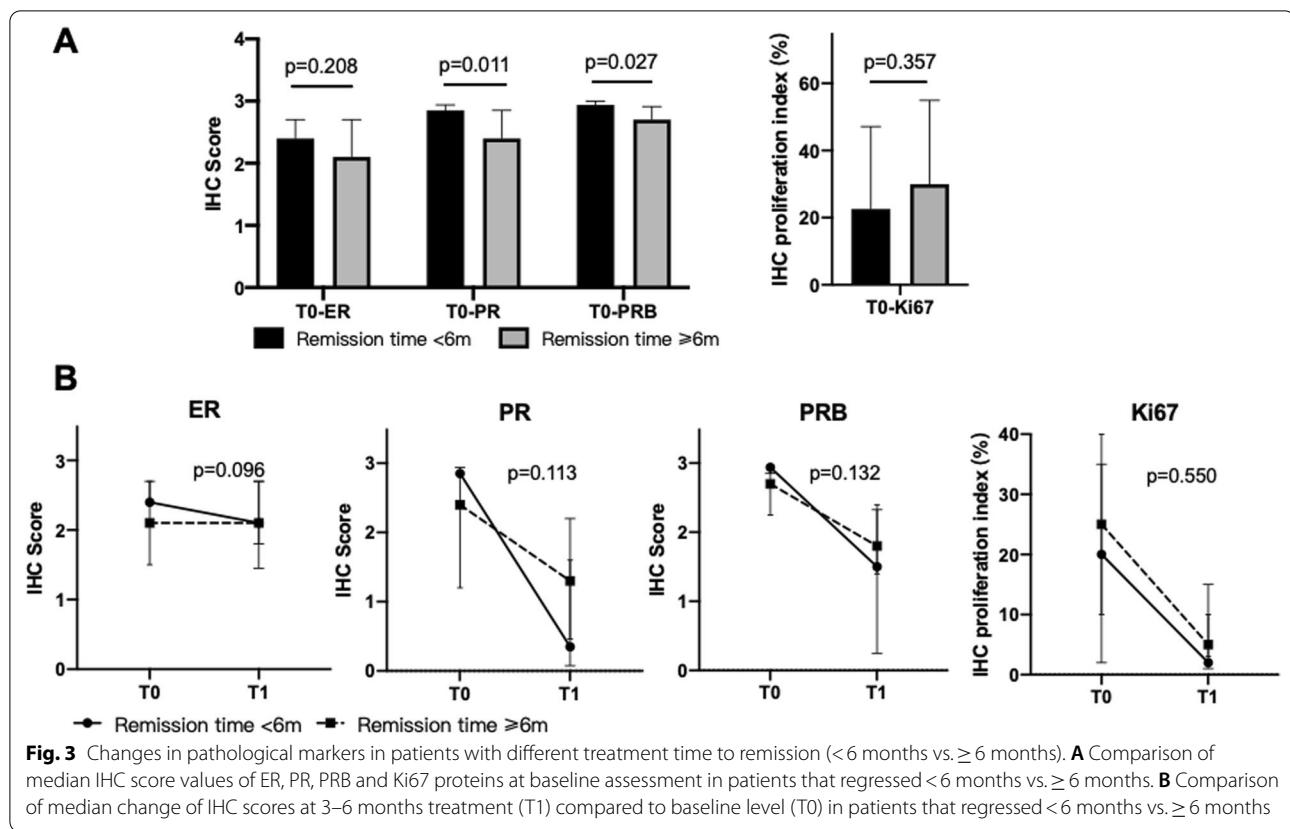 A
p=0.208
p=0.011
p=0.027
4
3
2
1
0
IHC Score
T0-ER
T0-PR
T0-PRB
Remission time <6m
Remission time ≥6m
p=0.357
60
40
20
0
IHC proliferation index (%)
T0-Ki67
B
ER
p=0.096
3
2
1
0
IHC Score
T0
T1
PR
p=0.113
3
2
1
0
IHC Score
T0
T1
PRB
p=0.132
3
2
1
0
IHC Score
T0
T1
Ki67
p=0.550
40
30
20
10
0
IHC proliferation index (%)
T0
T1
Remission time <6m
Remission time ≥6m
Fig. 3 Changes in pathological markers in patients with different treatment time to remission (< 6 months vs. ≥ 6 months). A Comparison of
median IHC score values of ER, PR, PRB and Ki67 proteins at baseline assessment in patients that regressed < 6 months vs. ≥ 6 months. B Comparison
of median change of IHC scores at 3–6 months treatment (T1) compared to baseline level (T0) in patients that regressed < 6 months vs. ≥ 6 months